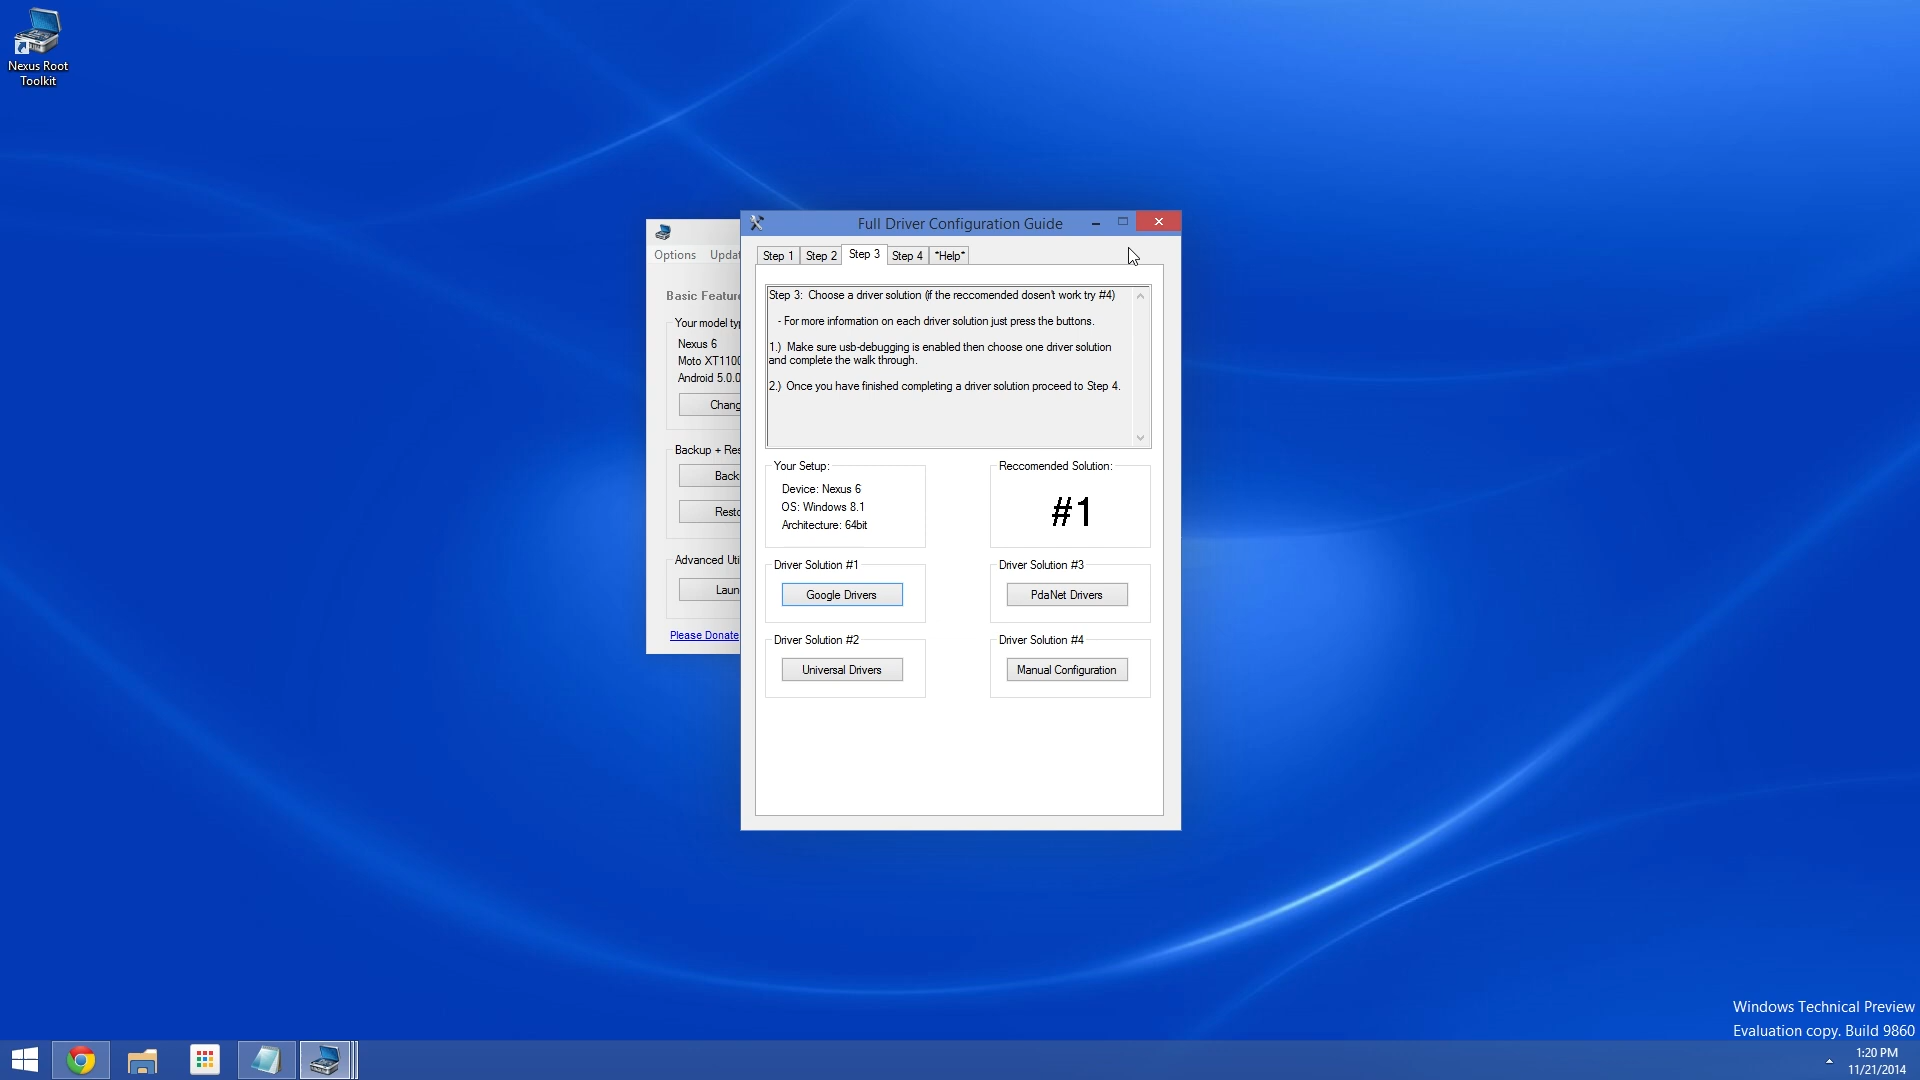 Nexus Root
Toolkit
Full Driver Configuration Guide
Options Updat
Step 1 Step 2 Step 3 Step 4 *Help*
Basic Feature
Your model typ
Nexus 6
Moto XT1100
Android 5.0.0
Chang
Backup + Res
Back
Resto
Advanced Uti
Laun
Please Donate
Step 3: Choose a driver solution (if the reccomended dosen't work try #4)
- For more information on each driver solution just press the buttons.
1.) Make sure usb-debugging is enabled then choose one driver solution
and complete the walk through.
2.) Once you have finished completing a driver solution proceed to Step 4.
Your Setup:
Device: Nexus 6
OS: Windows 8.1
Architecture: 64bit
Reccomended Solution:
#1
Driver Solution #1
Google Drivers
Driver Solution #3
PdaNet Drivers
Driver Solution #2
Universal Drivers
Driver Solution #4
Manual Configuration
Windows Technical Preview
Evaluation copy. Build 9860
1:20 PM
11/21/2014